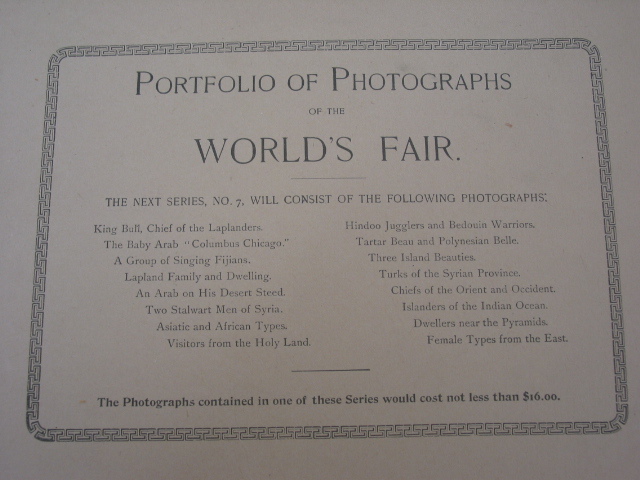 PORTFOLIO OF PHOTOGRAPHS
OF THE
WORLD'S FAIR.
THE NEXT SERIES, NO. 7, WILL CONSIST OF THE FOLLOWING PHOTOGRAPHS:
King Bull, Chief of the Laplanders.
The Baby Arab "Columbus Chicago."
A Group of Singing Fijians.
Lapland Family and Dwelling.
An Arab on His Desert Steed.
Two Stalwart Men of Syria.
Asiatic and African Types.
Visitors from the Holy Land.
Hindoo Jugglers and Bedouin Warriors.
Tartar Beau and Polynesian Belle.
Three Island Beauties.
Turks of the Syrian Province.
Chiefs of the Orient and Occident.
Islanders of the Indian Ocean.
Dwellers near the Pyramids.
Female Types from the East.
The Photographs contained in one of these Series would cost not less than $16.00.